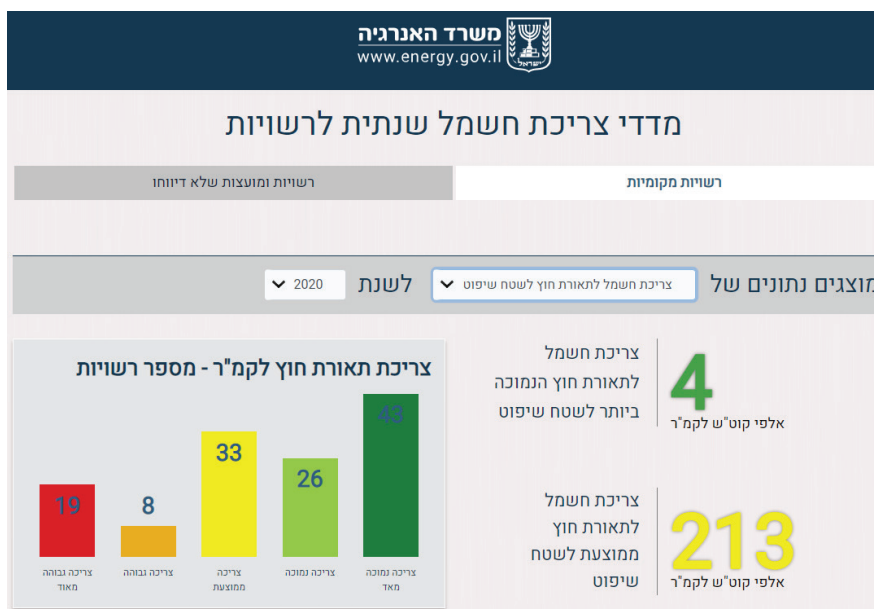 משרד האנרגיה
www.energy.gov.il
ישראל
מדדי צריכת חשמל שנתית לרשויות
רשויות מקומיות
רשויות ומועצות שלא דיווחו
מוצגים נתונים של
צריכת חשמל לתאורת חוץ לשטח שיפוט
לשנת
2020
4
אלפי קוט"ש לקמ"ר
צריכת חשמל
לתאורת חוץ הנמוכה
ביותר לשטח שיפוט
213
אלפי קוט"ש לקמ"ר
צריכת חשמל
לתאורת חוץ
ממוצעת לשטח
שיפוט
צריכת תאורת חוץ לקמ"ר - מספר רשויות
43
26
33
8
19
צריכה נמוכה
מאד
צריכה נמוכה
צריכה
ממוצעת
צריכה גבוהה
צריכה גבוהה
מאוד